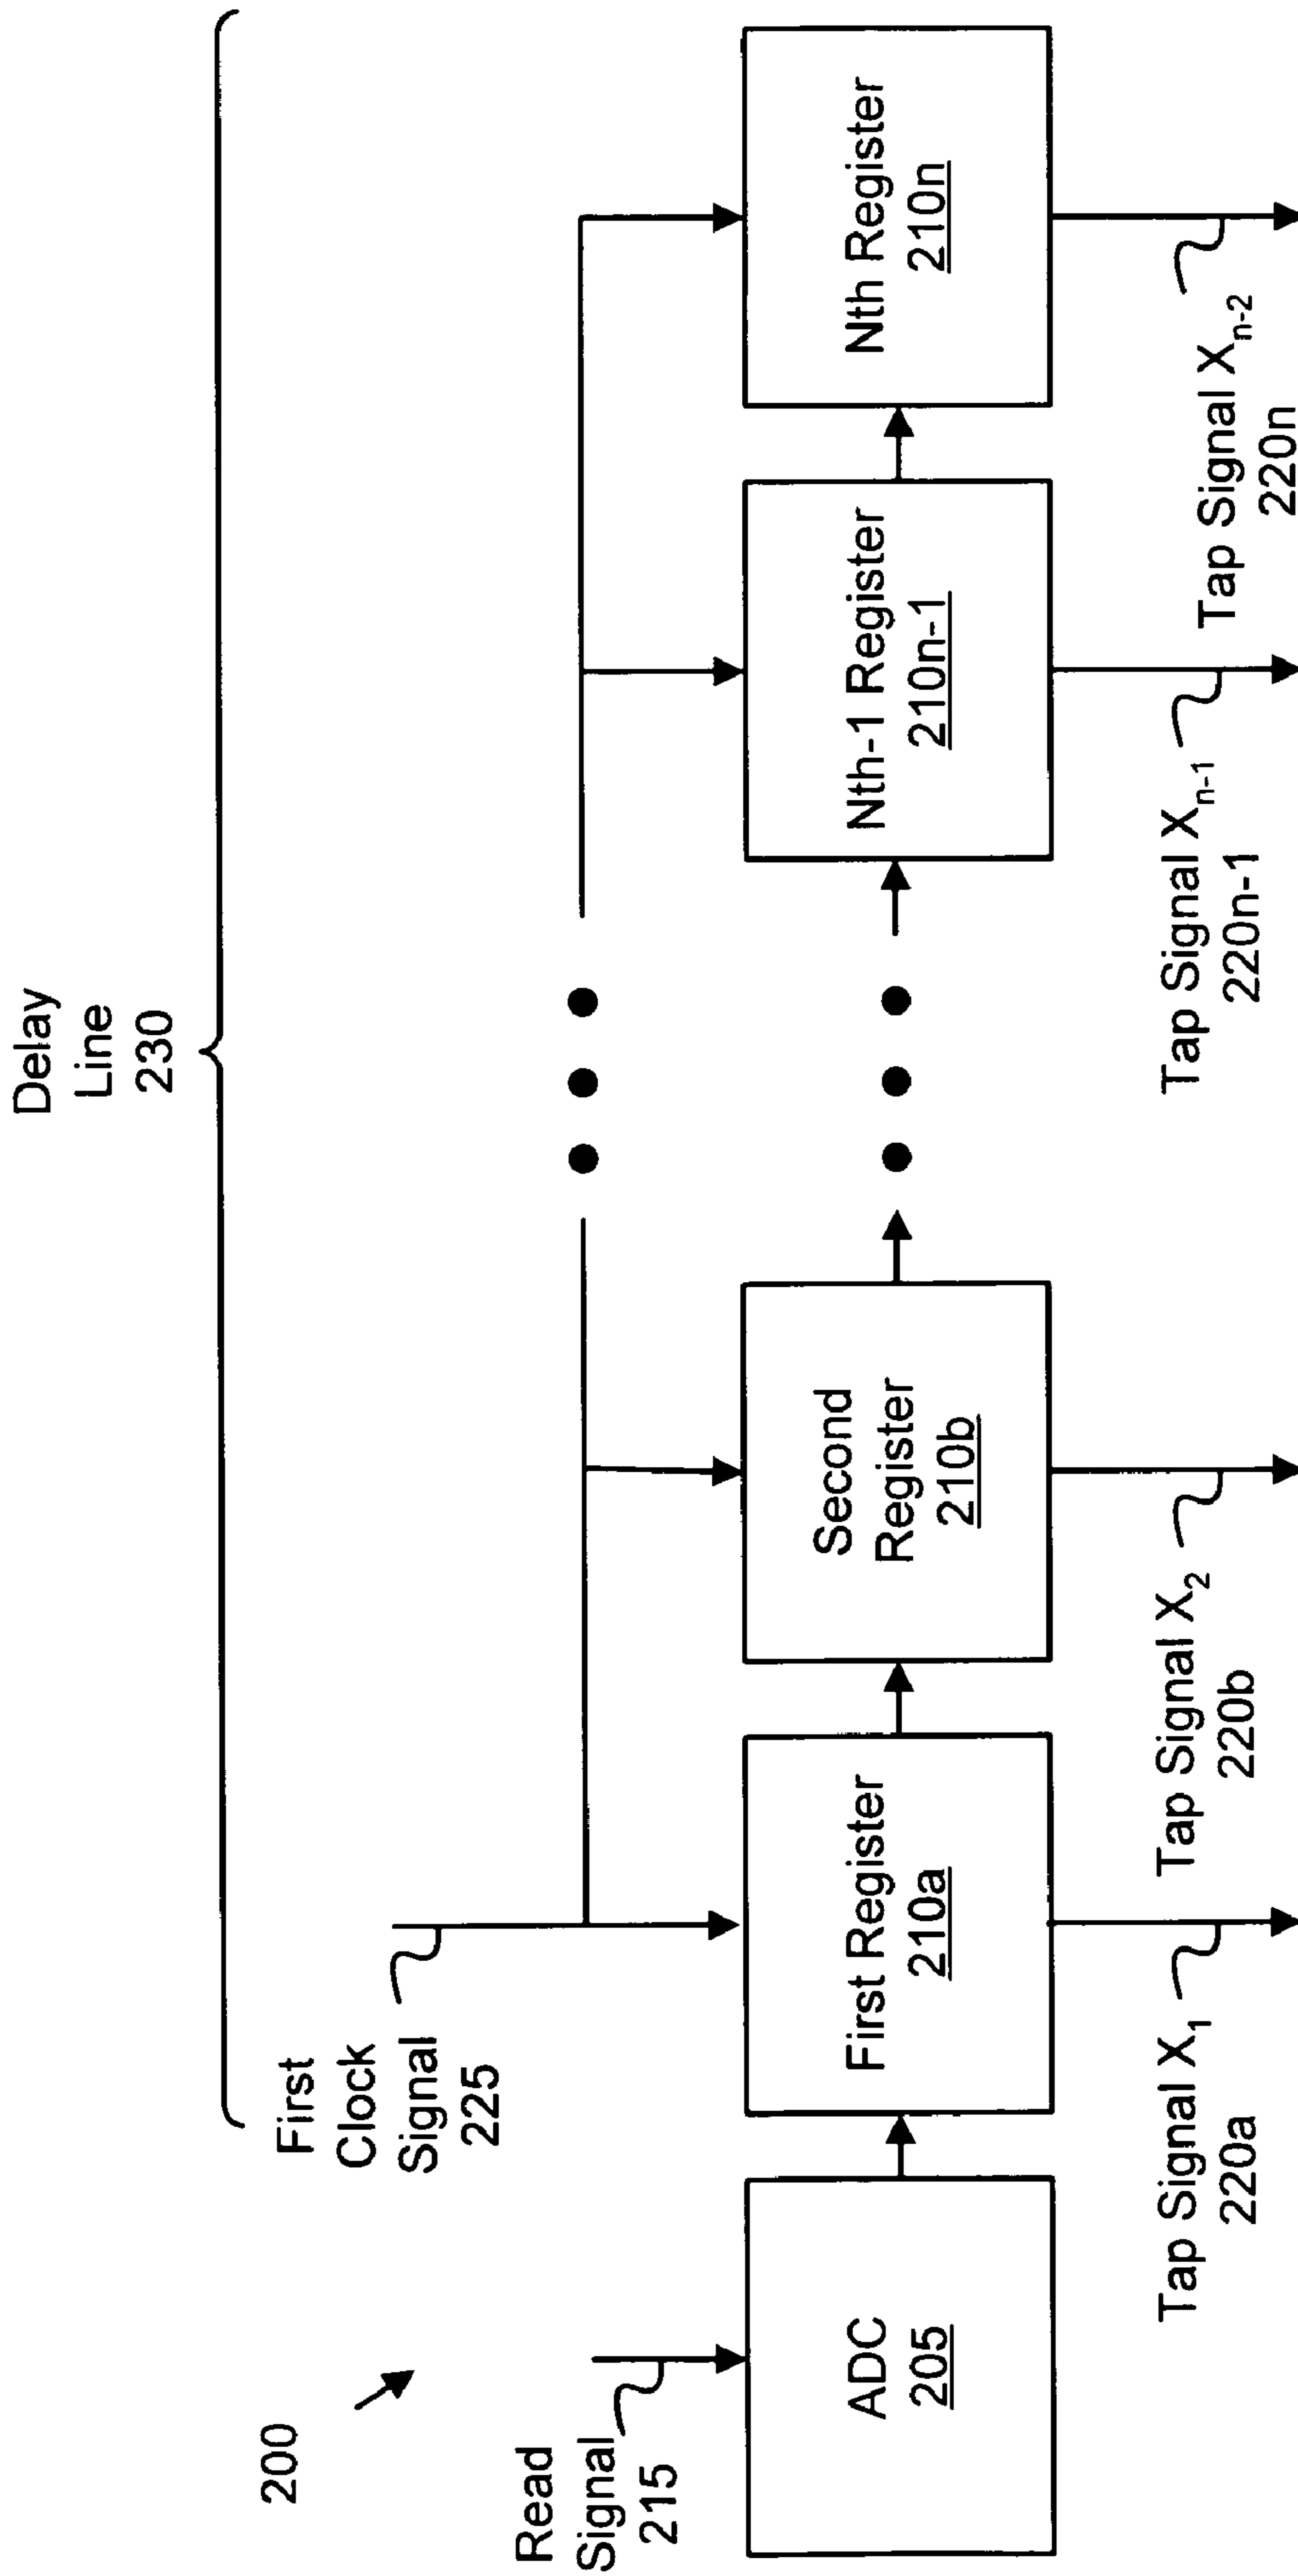 Delay
Line
230
200
First
Clock
Signal
225
Read
Signal
215
ADC
205
First Register
210a
Second
Register
210b
Nth-1 Register
210n-1
Nth Register
210n
Tap Signal X₁
220a
Tap Signal X₂
220b
Tap Signal Xₙ₋₁
220n-1
Tap Signal Xₙ₋₂
220n